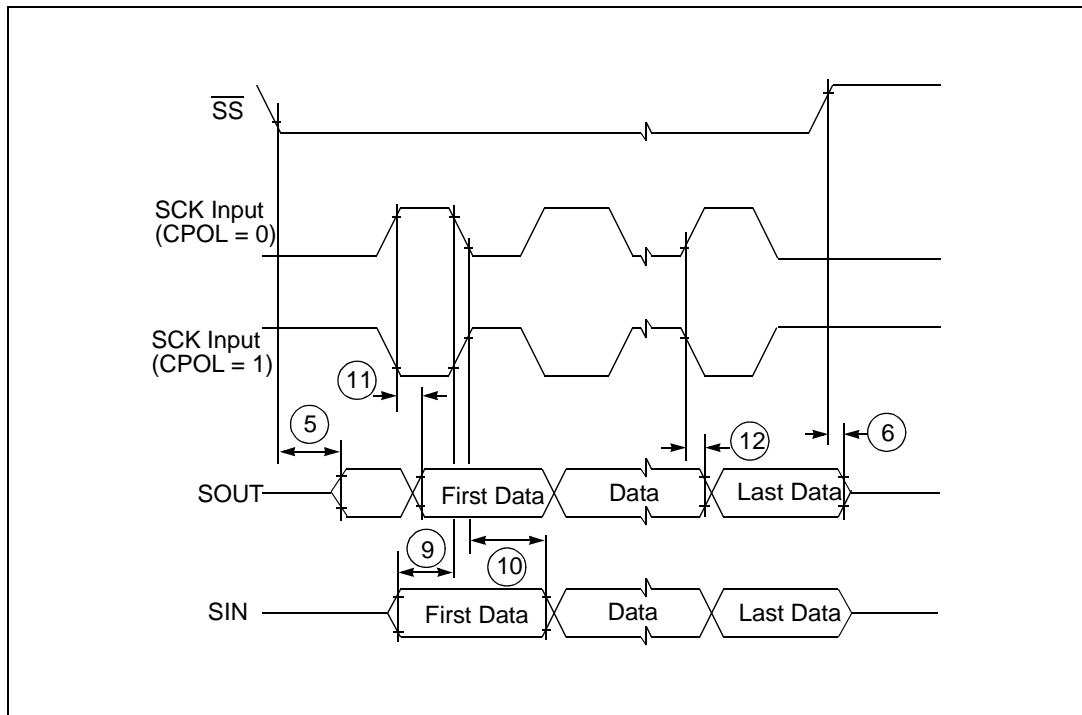 SS
SCK Input
(CPOL = 0)
SCK Input
(CPOL = 1)
11
5
12
6
SOUT
First Data
Data
Last Data
9
10
SIN
First Data
Data
Last Data